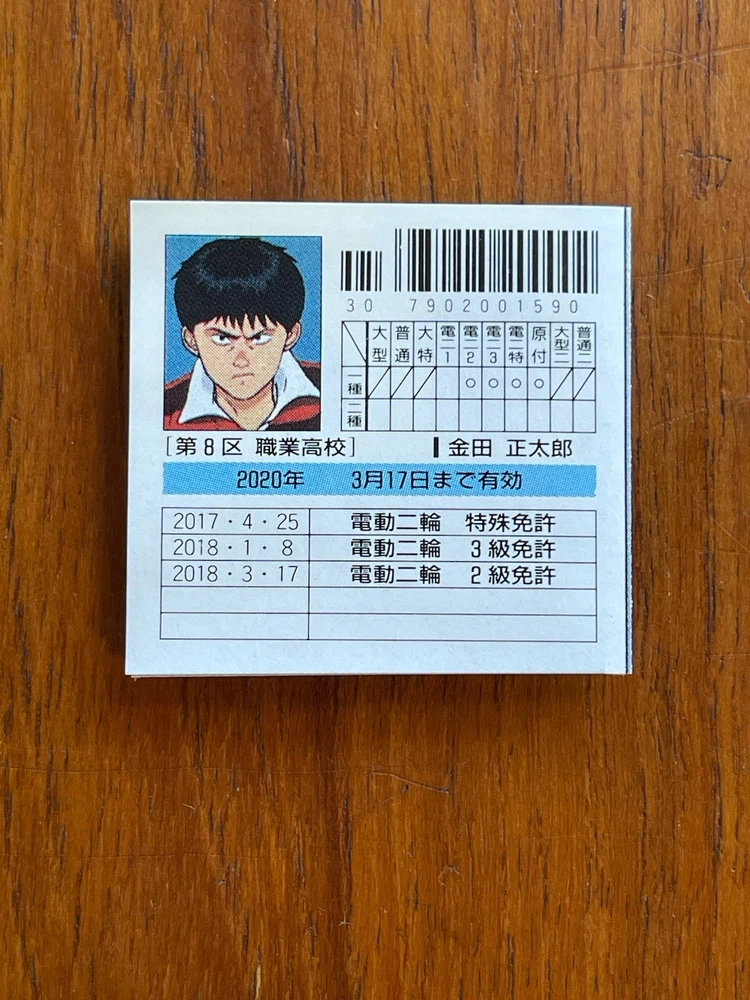 30 7902001590
大型 普通 大特 電二1 電二2 電二3 電二特 原付 大型二 普通二
一種 ○ ○ ○ ○
二種
[第8区 職業高校] 金田 正太郎
2020年 3月17日まで有効
2017・4・25 電動二輪 特殊免許
2018・1・8 電動二輪 3級免許
2018・3・17 電動二輪 2級免許